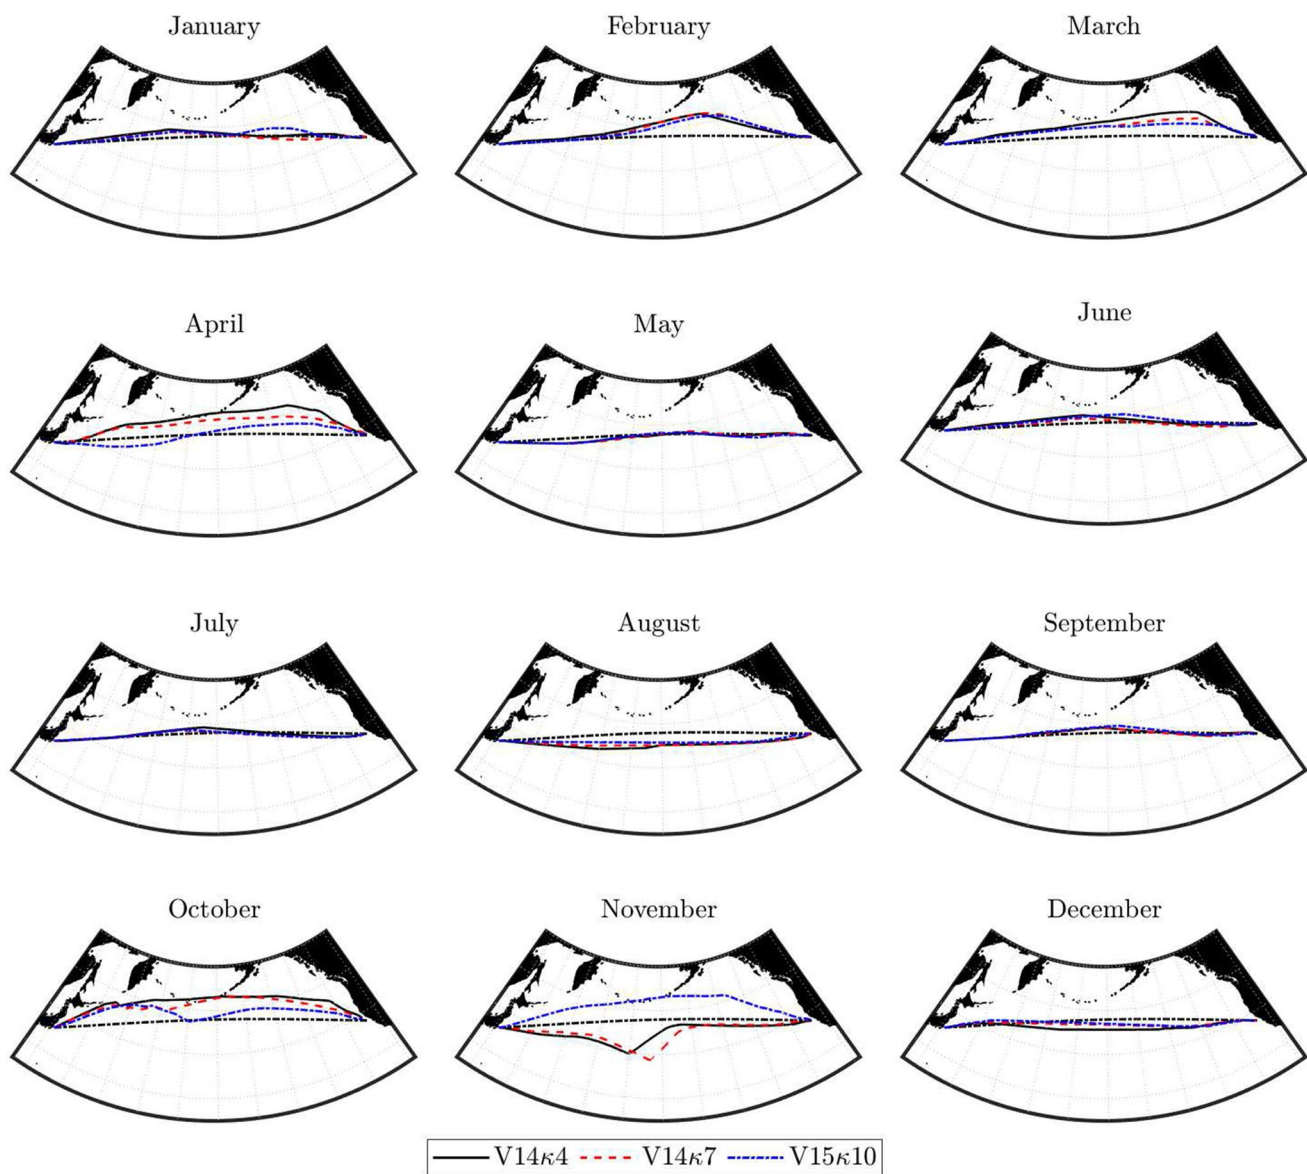 January February March
April May June
July August September
October November December
V14κ4 V14κ7 V15κ10